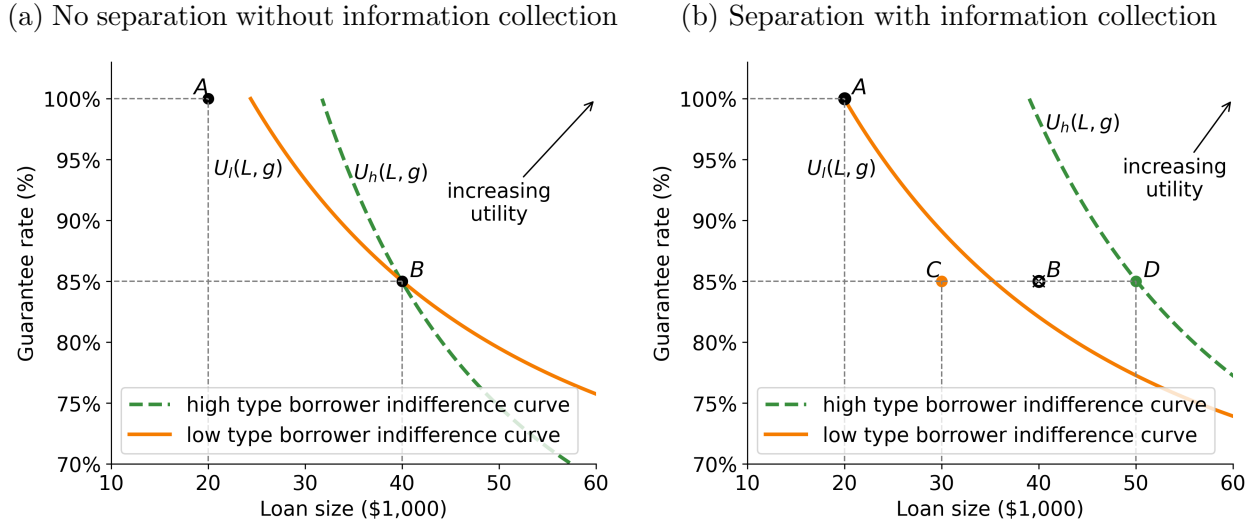 (a) No separation without information collection
100%
95%
90%
85%
80%
75%
70%
Guarantee rate (%)
A
U_l(L, g)
U_h(L, g)
increasing
utility
B
high type borrower indifference curve
low type borrower indifference curve
10 20 30 40 50 60
Loan size ($1,000)
(b) Separation with information collection
100%
95%
90%
85%
80%
75%
70%
Guarantee rate (%)
A
U_h(L, g)
U_l(L, g)
increasing
utility
C B D
high type borrower indifference curve
low type borrower indifference curve
10 20 30 40 50 60
Loan size ($1,000)